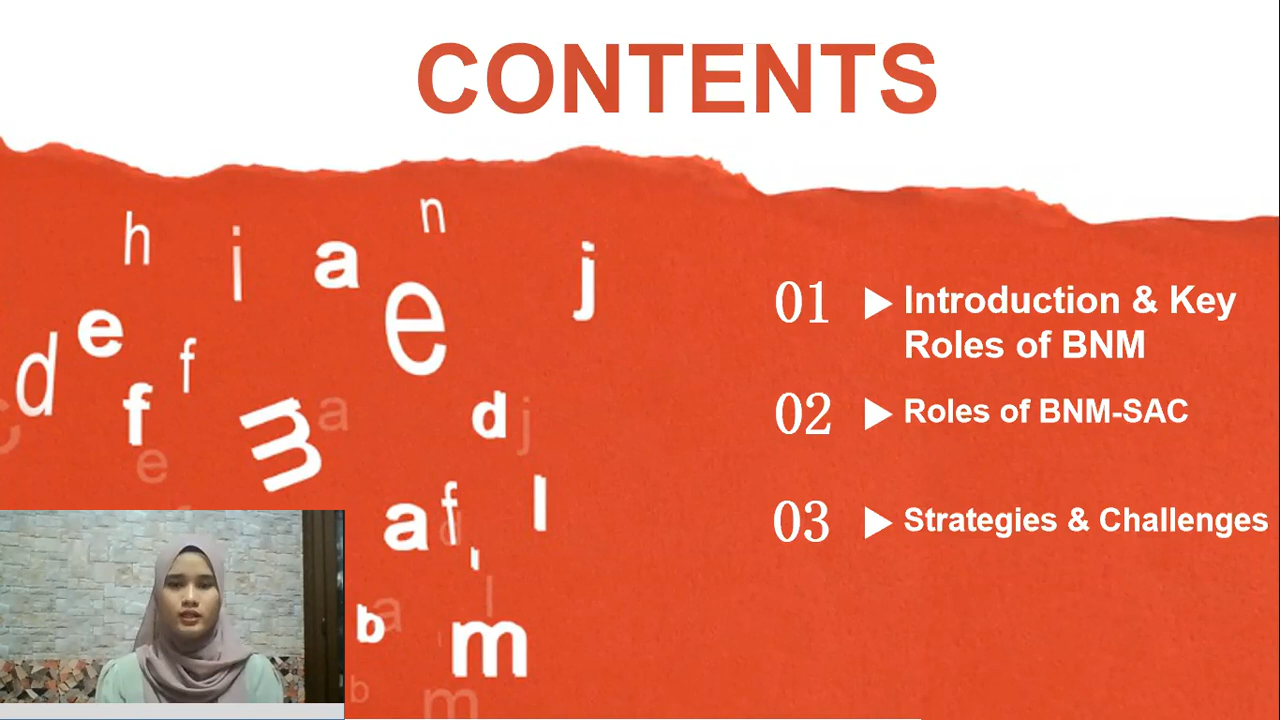 CONTENTS
n
h
i
a
j
e
e
d
f
f
a
m
d
j
c
e
l
a
f
d
,
l
a
b
m
b
m
01
Introduction & Key
Roles of BNM
02
Roles of BNM-SAC
03
Strategies & Challenges